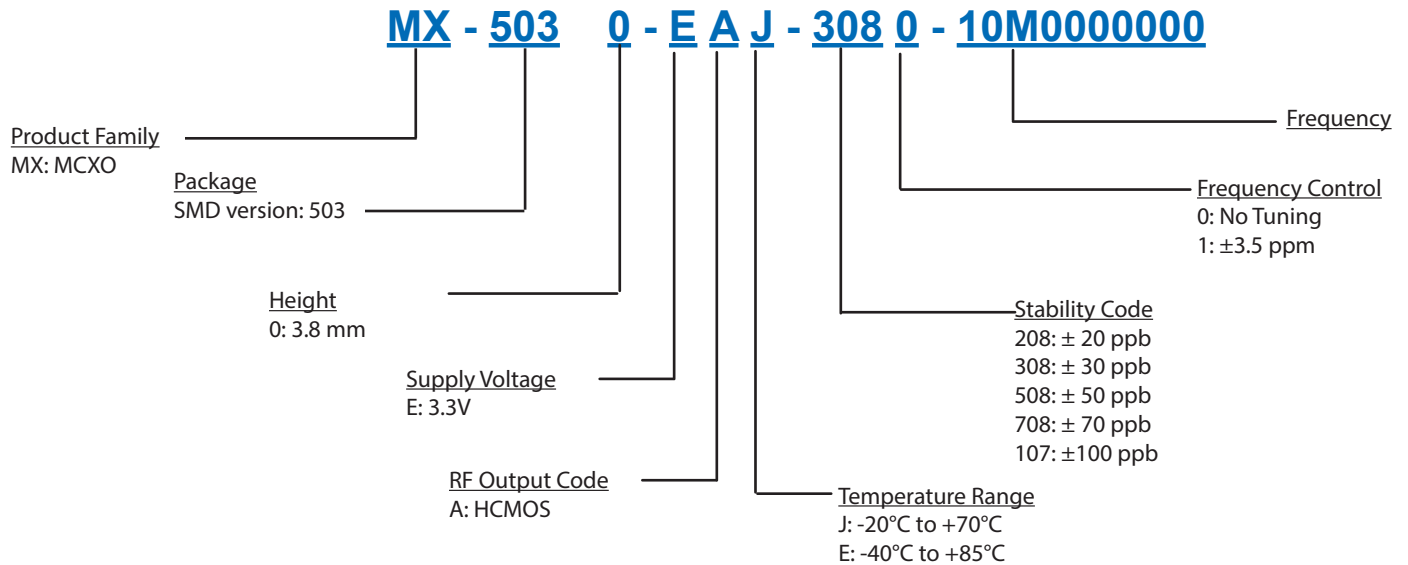 MX - 503 0 - E A J - 308 0 - 10M0000000
Product Family
MX: MCXO
Package
SMD version: 503
Height
0: 3.8 mm
Supply Voltage
E: 3.3V
RF Output Code
A: HCMOS
Temperature Range
J: -20°C to +70°C
E: -40°C to +85°C
Stability Code
208: ± 20 ppb
308: ± 30 ppb
508: ± 50 ppb
708: ± 70 ppb
107: ±100 ppb
Frequency Control
0: No Tuning
1: ±3.5 ppm
Frequency